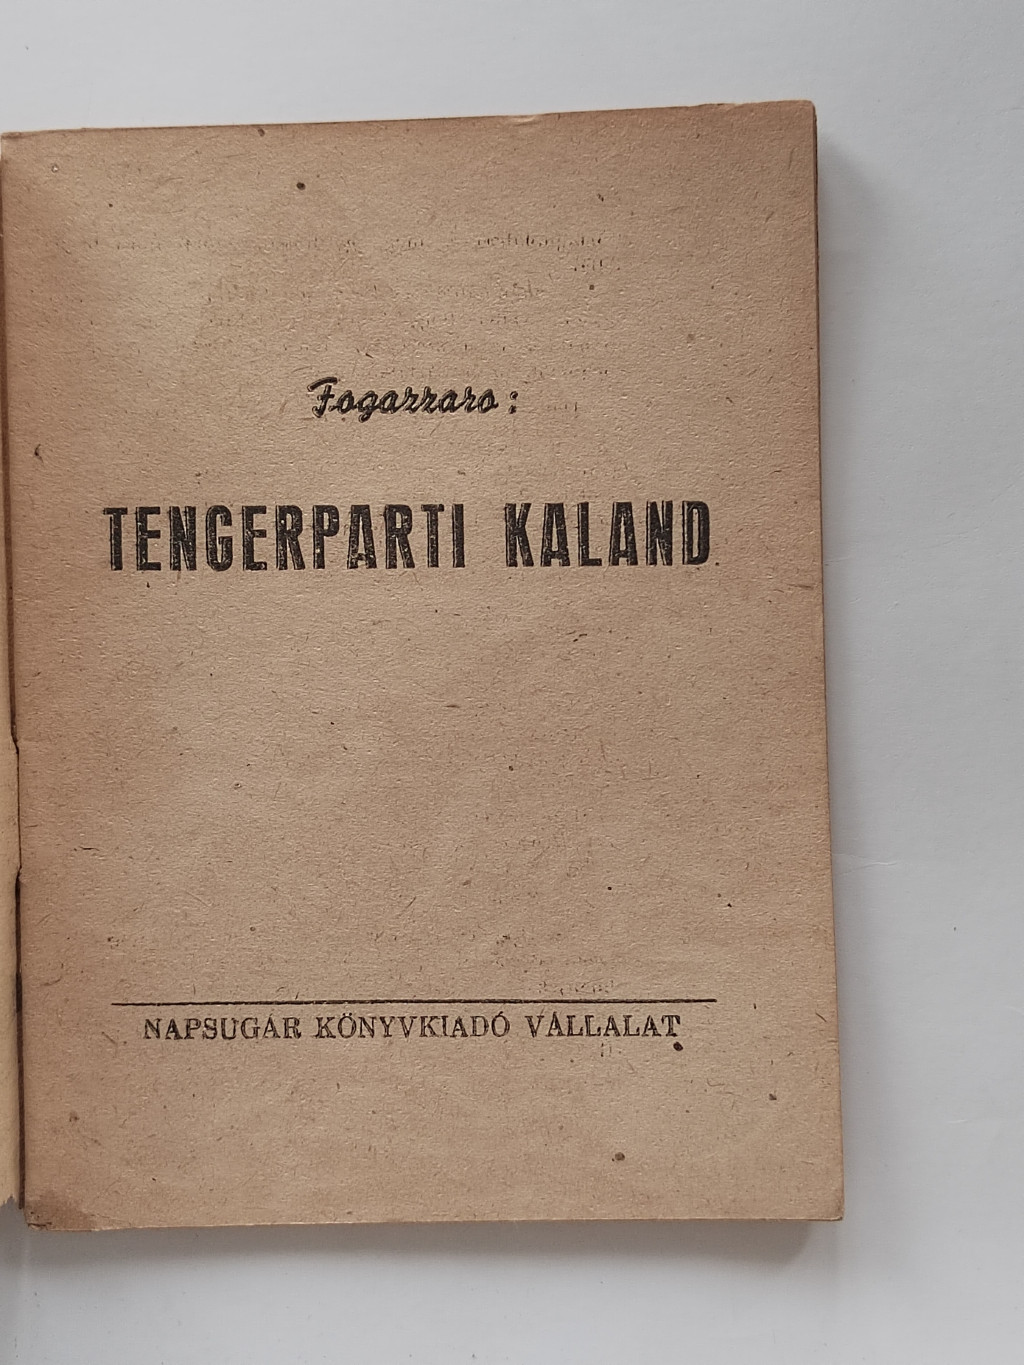 Fogazzaro:
TENGERPARTI KALAND
NAPSUGÁR KÖNYVKIADÓ VÁLLALAT